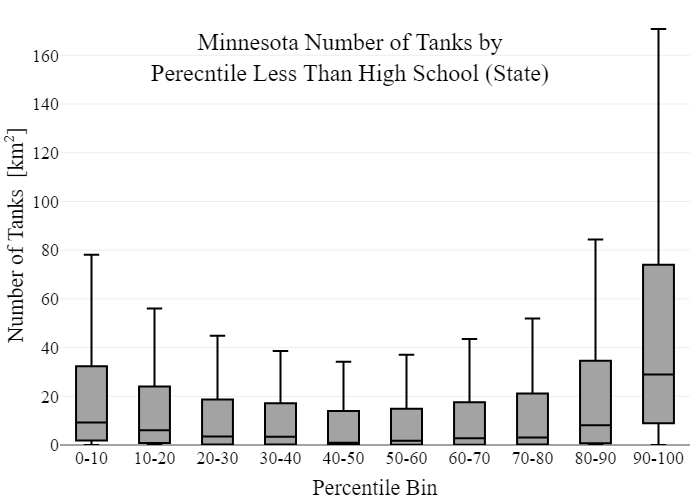 Minnesota Number of Tanks by
Perecntile Less Than High School (State)
Number of Tanks [km²]
160
140
120
100
80
60
40
20
0
0-10 10-20 20-30 30-40 40-50 50-60 60-70 70-80 80-90 90-100
Percentile Bin